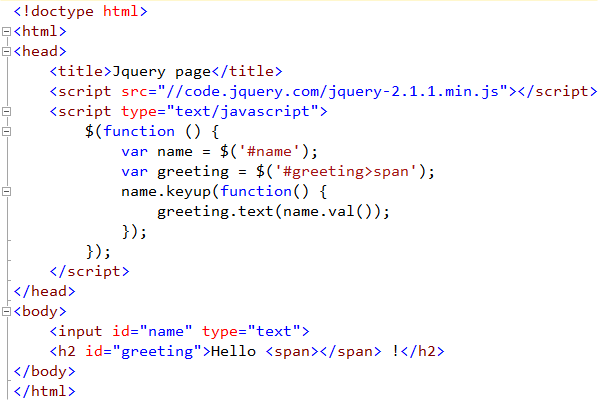 <!doctype html>
<html>
<head>
    <title>Jquery page</title>
    <script src="//code.jquery.com/jquery-2.1.1.min.js"></script>
    <script type="text/javascript">
        $(function () {
            var name = $('#name');
            var greeting = $('#greeting>span');
            name.keyup(function() {
                greeting.text(name.val());
            });
        });
    </script>
</head>
<body>
    <input id="name" type="text">
    <h2 id="greeting">Hello <span></span> !</h2>
</body>
</html>